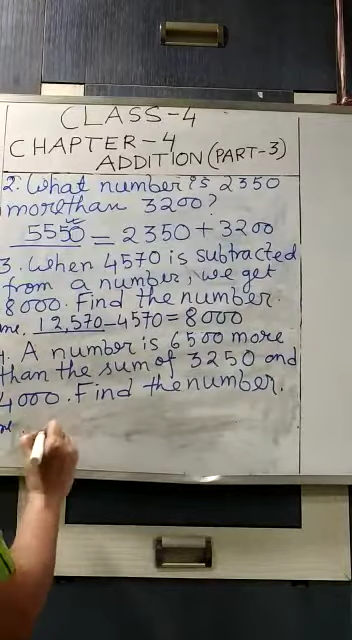 CLASS-4
CHAPTER-4
ADDITION (PART-3)
2. What number is 2350
more than 3200?
5550 = 2350 + 3200
3. When 4570 is subtracted
from a number, we get
8000. Find the number.
12,570 - 4570 = 8000
4. A number is 6500 more
than the sum of 3250 and
4000. Find the number.